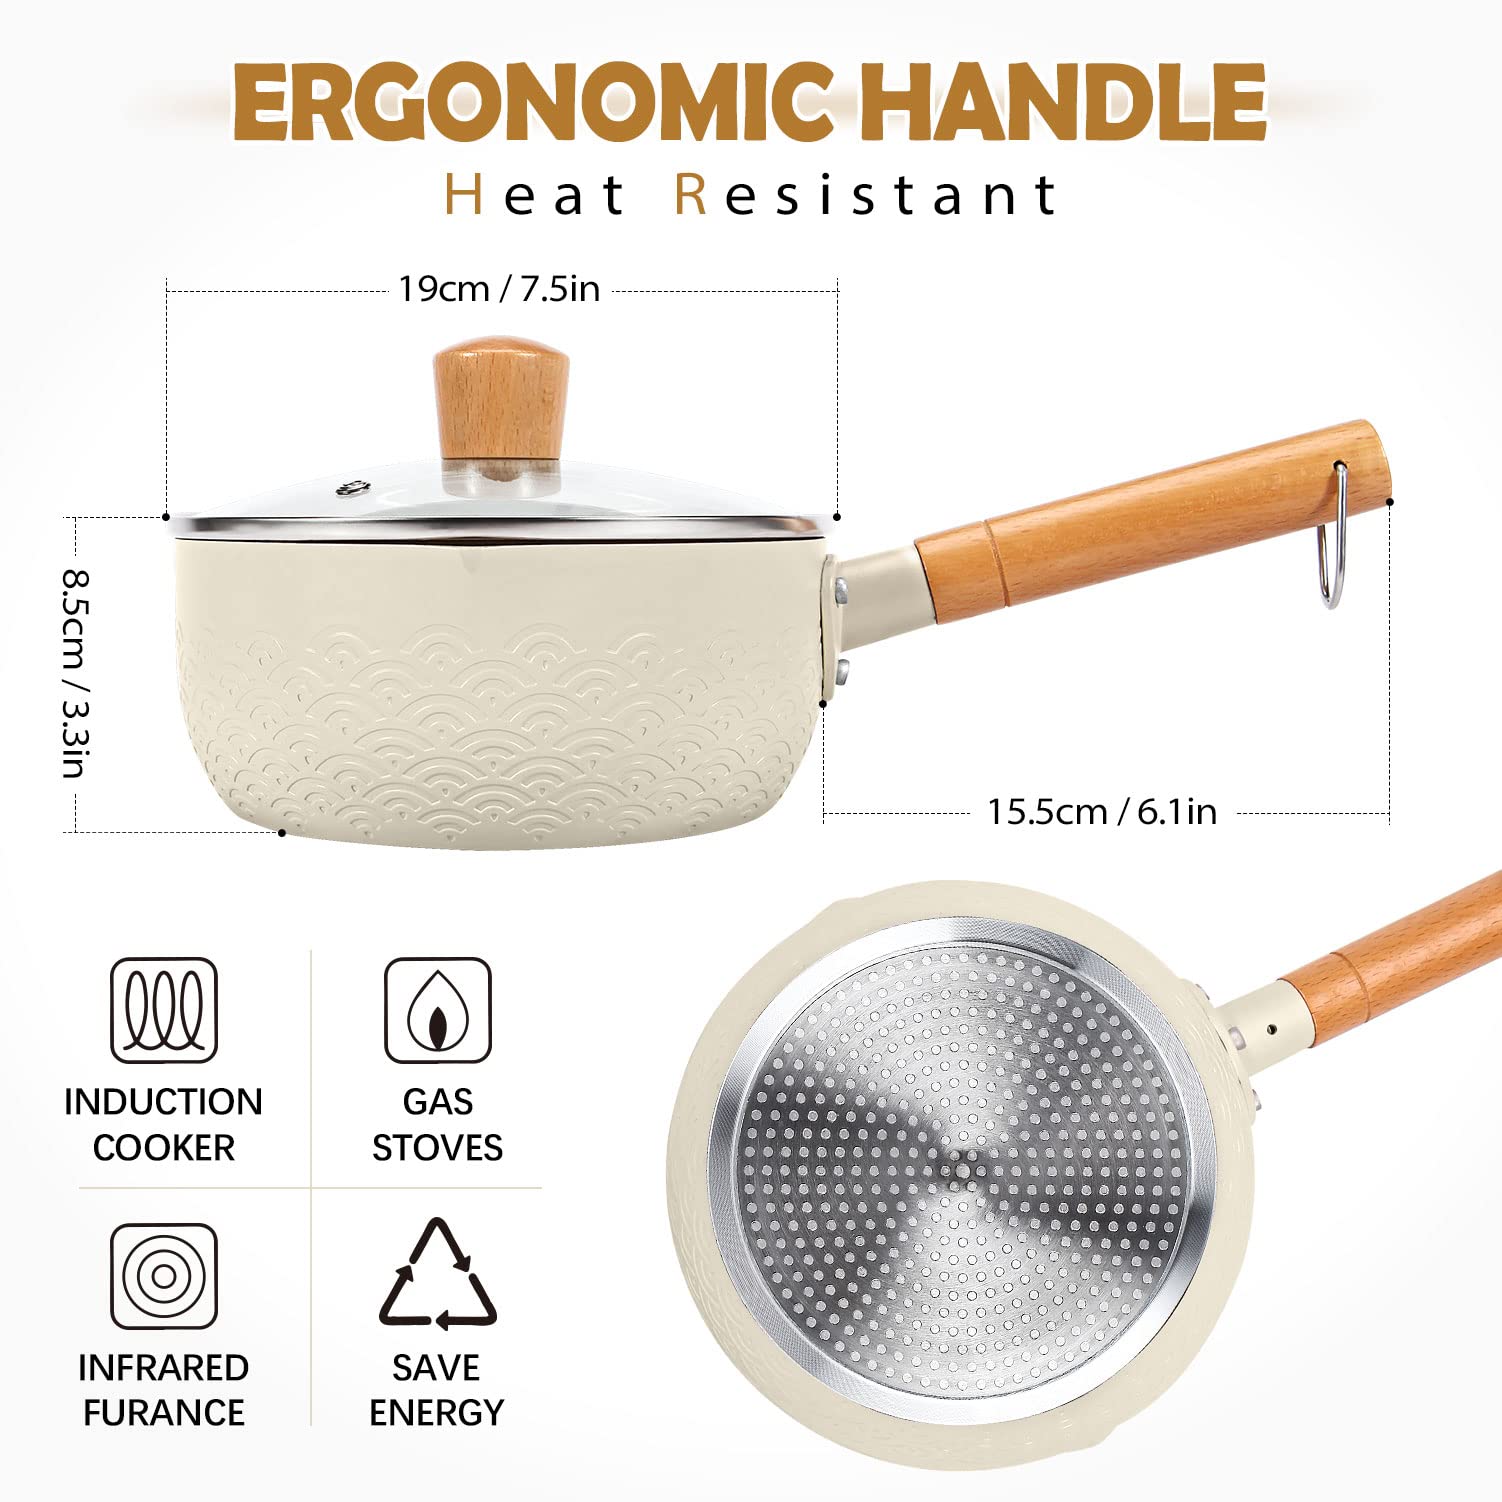 ERGONOMIC HANDLE
Heat Resistant
19cm / 7.5in
8.5cm / 3.3in
15.5cm / 6.1in
INDUCTION
COOKER
GAS
STOVES
INFRARED
FURANCE
SAVE
ENERGY